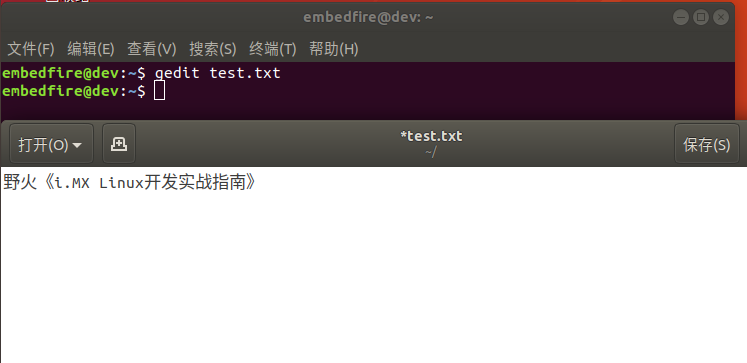 embedfire@dev: ~
文件(F) 编辑(E) 查看(V) 搜索(S) 终端(T) 帮助(H)
embedfire@dev:~$ gedit test.txt
embedfire@dev:~$
打开(O)
*test.txt
~/
保存(S)
野火《i.MX Linux开发实战指南》